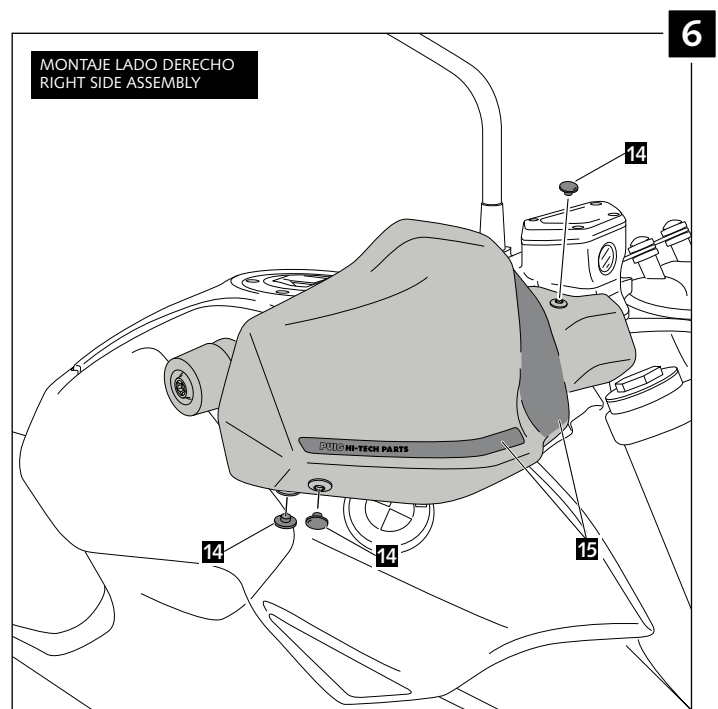 6
MONTAJE LADO DERECHO
RIGHT SIDE ASSEMBLY
14
PUIG HI-TECH PARTS
14
14
15